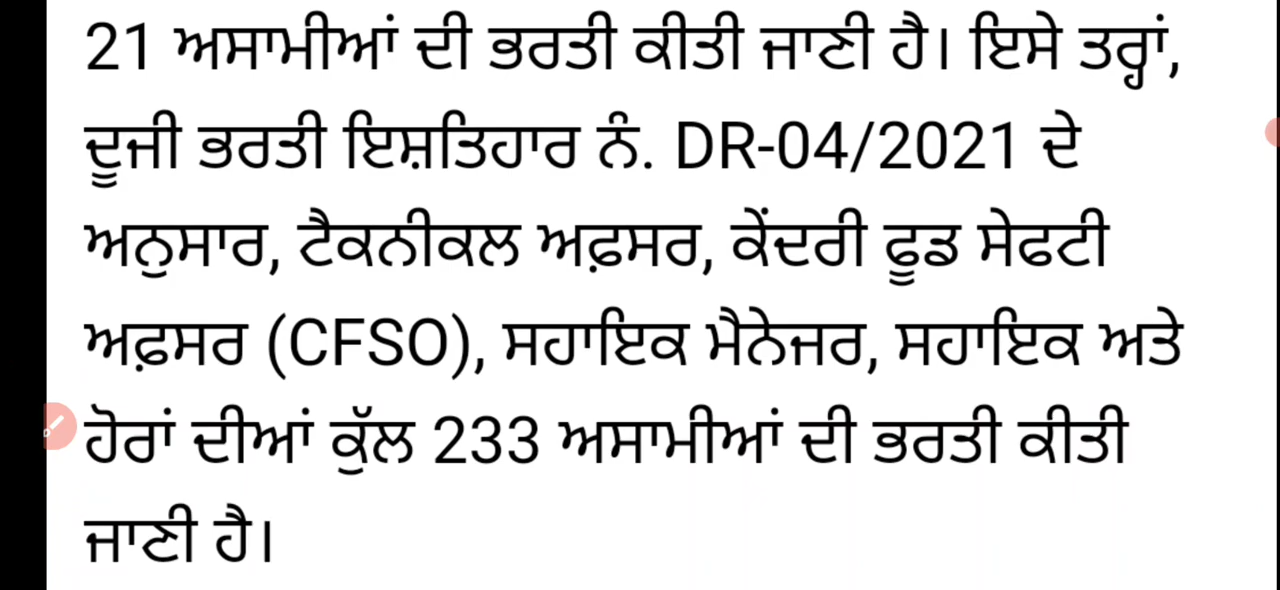 21 ਅਸਾਮੀਆਂ ਦੀ ਭਰਤੀ ਕੀਤੀ ਜਾਣੀ ਹੈ। ਇਸੇ ਤਰ੍ਹਾਂ,
ਦੂਜੀ ਭਰਤੀ ਇਸ਼ਤਿਹਾਰ ਨੰ. DR-04/2021 ਦੇ
ਅਨੁਸਾਰ, ਟੈਕਨੀਕਲ ਅਫ਼ਸਰ, ਕੇਂਦਰੀ ਫੂਡ ਸੇਫਟੀ
ਅਫ਼ਸਰ (CFSO), ਸਹਾਇਕ ਮੈਨੇਜਰ, ਸਹਾਇਕ ਅਤੇ
ਹੋਰਾਂ ਦੀਆਂ ਕੁੱਲ 233 ਅਸਾਮੀਆਂ ਦੀ ਭਰਤੀ ਕੀਤੀ
ਜਾਣੀ ਹੈ।